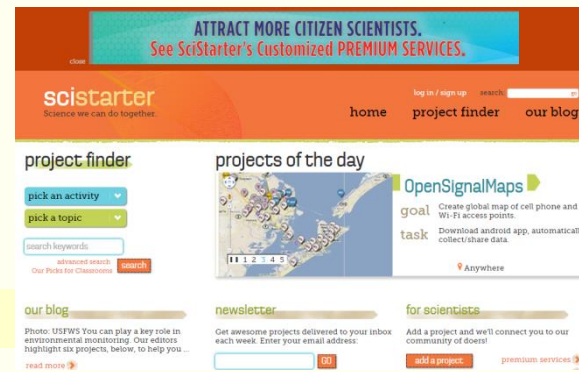 ATTRACT MORE CITIZEN SCIENTISTS.
See SciStarter's Customized PREMIUM SERVICES.
close
scistarter
Science we can do together.
log in / sign up search
home project finder our blog
project finder
pick an activity
pick a topic
search keywords
advanced search
Our Picks for Classrooms
search
projects of the day
1 2 3 4 5
OpenSignalMaps
goal Create global map of cell phone and
Wi-Fi access points.
task Download android app, automaticall
collect/share data.
Anywhere
our blog
Photo: USFWS You can play a key role in
environmental monitoring. Our editors
highlight six projects, below, to help you ...
read more
newsletter
Get awesome projects delivered to your inbox
each week. Enter your email address:
GO
for scientists
Add a project and we'll connect you to our
community of doers!
add a project premium services